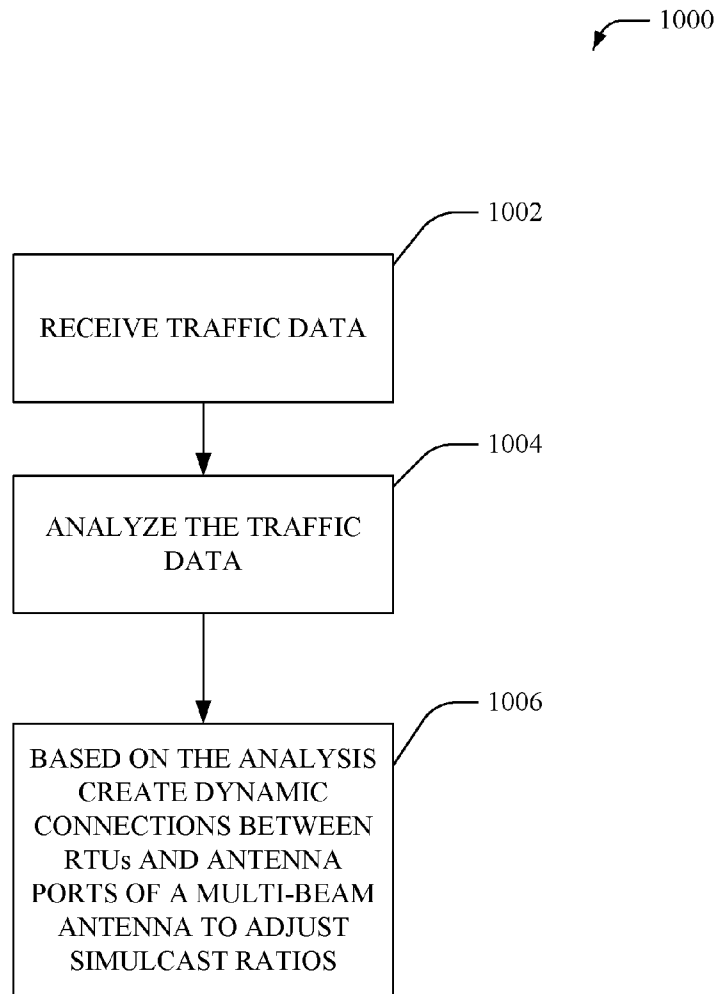 1000
1002
RECEIVE TRAFFIC DATA
1004
ANALYZE THE TRAFFIC
DATA
1006
BASED ON THE ANALYSIS
CREATE DYNAMIC
CONNECTIONS BETWEEN
RTUs AND ANTENNA
PORTS OF A MULTI-BEAM
ANTENNA TO ADJUST
SIMULCAST RATIOS